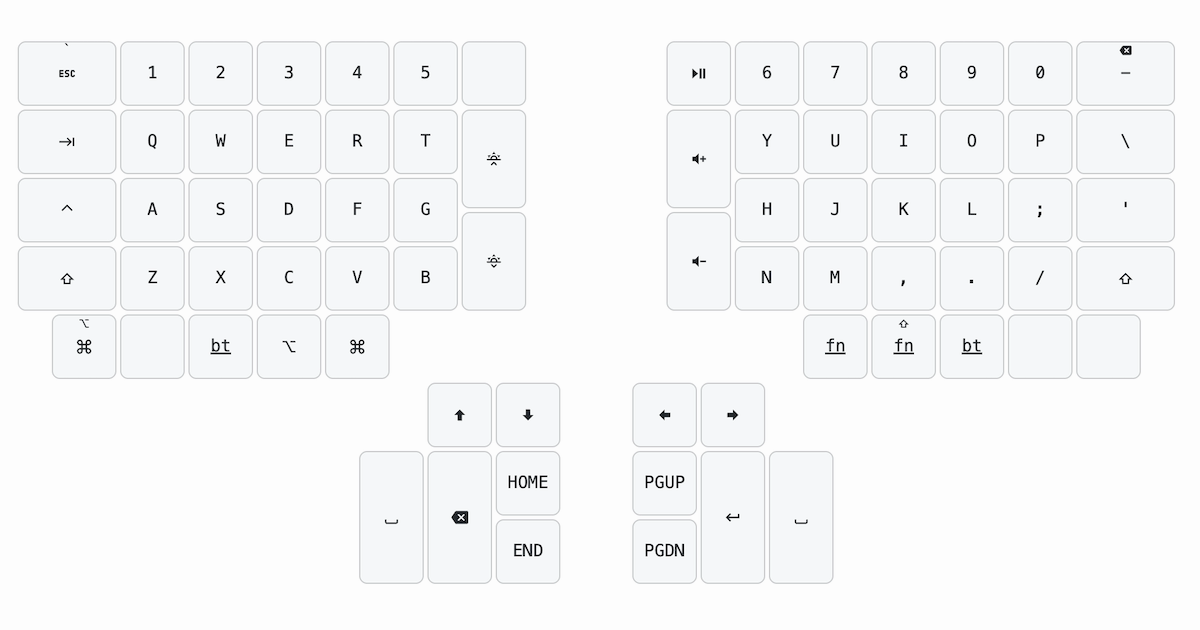 `
ESC 1 2 3 4 5 ⏯ 6 7 8 9 0 ⌫ −
⇥ Q W E R T Y U I O P \
^ A S D F G H J K L ; '
⇧ Z X C V B N M , . / ⇧
⌥ ⇧
⌘ bt ⌥ ⌘ fn fn bt
HOME PGUP
END PGDN